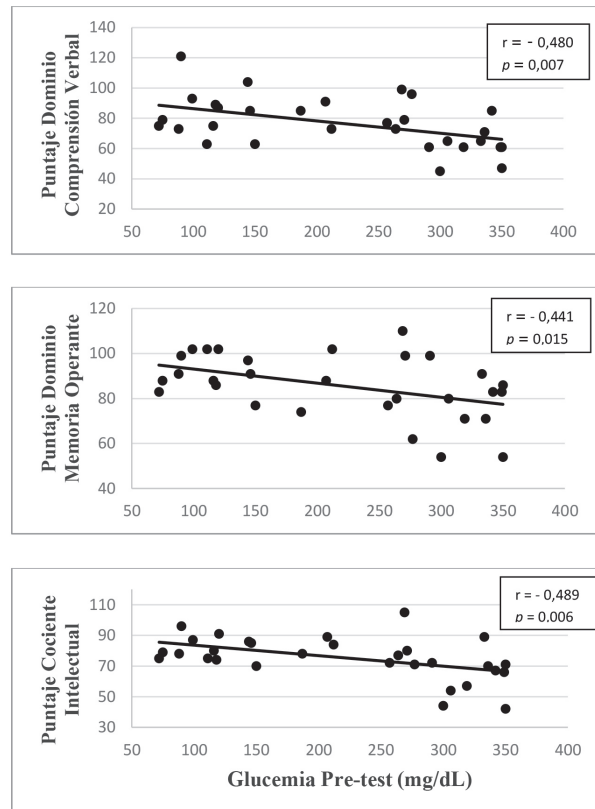 Puntaje Dominio
Comprensión Verbal
140
120
100
80
60
40
20
50 100 150 200 250 300 350 400
r = - 0,480
p = 0,007
Puntaje Dominio
Memoria Operante
120
100
80
60
40
50 100 150 200 250 300 350 400
r = - 0,441
p = 0,015
Puntaje Cociente
Intelectual
110
90
70
50
30
50 100 150 200 250 300 350 400
r = - 0,489
p = 0,006
Glucemia Pre-test (mg/dL)